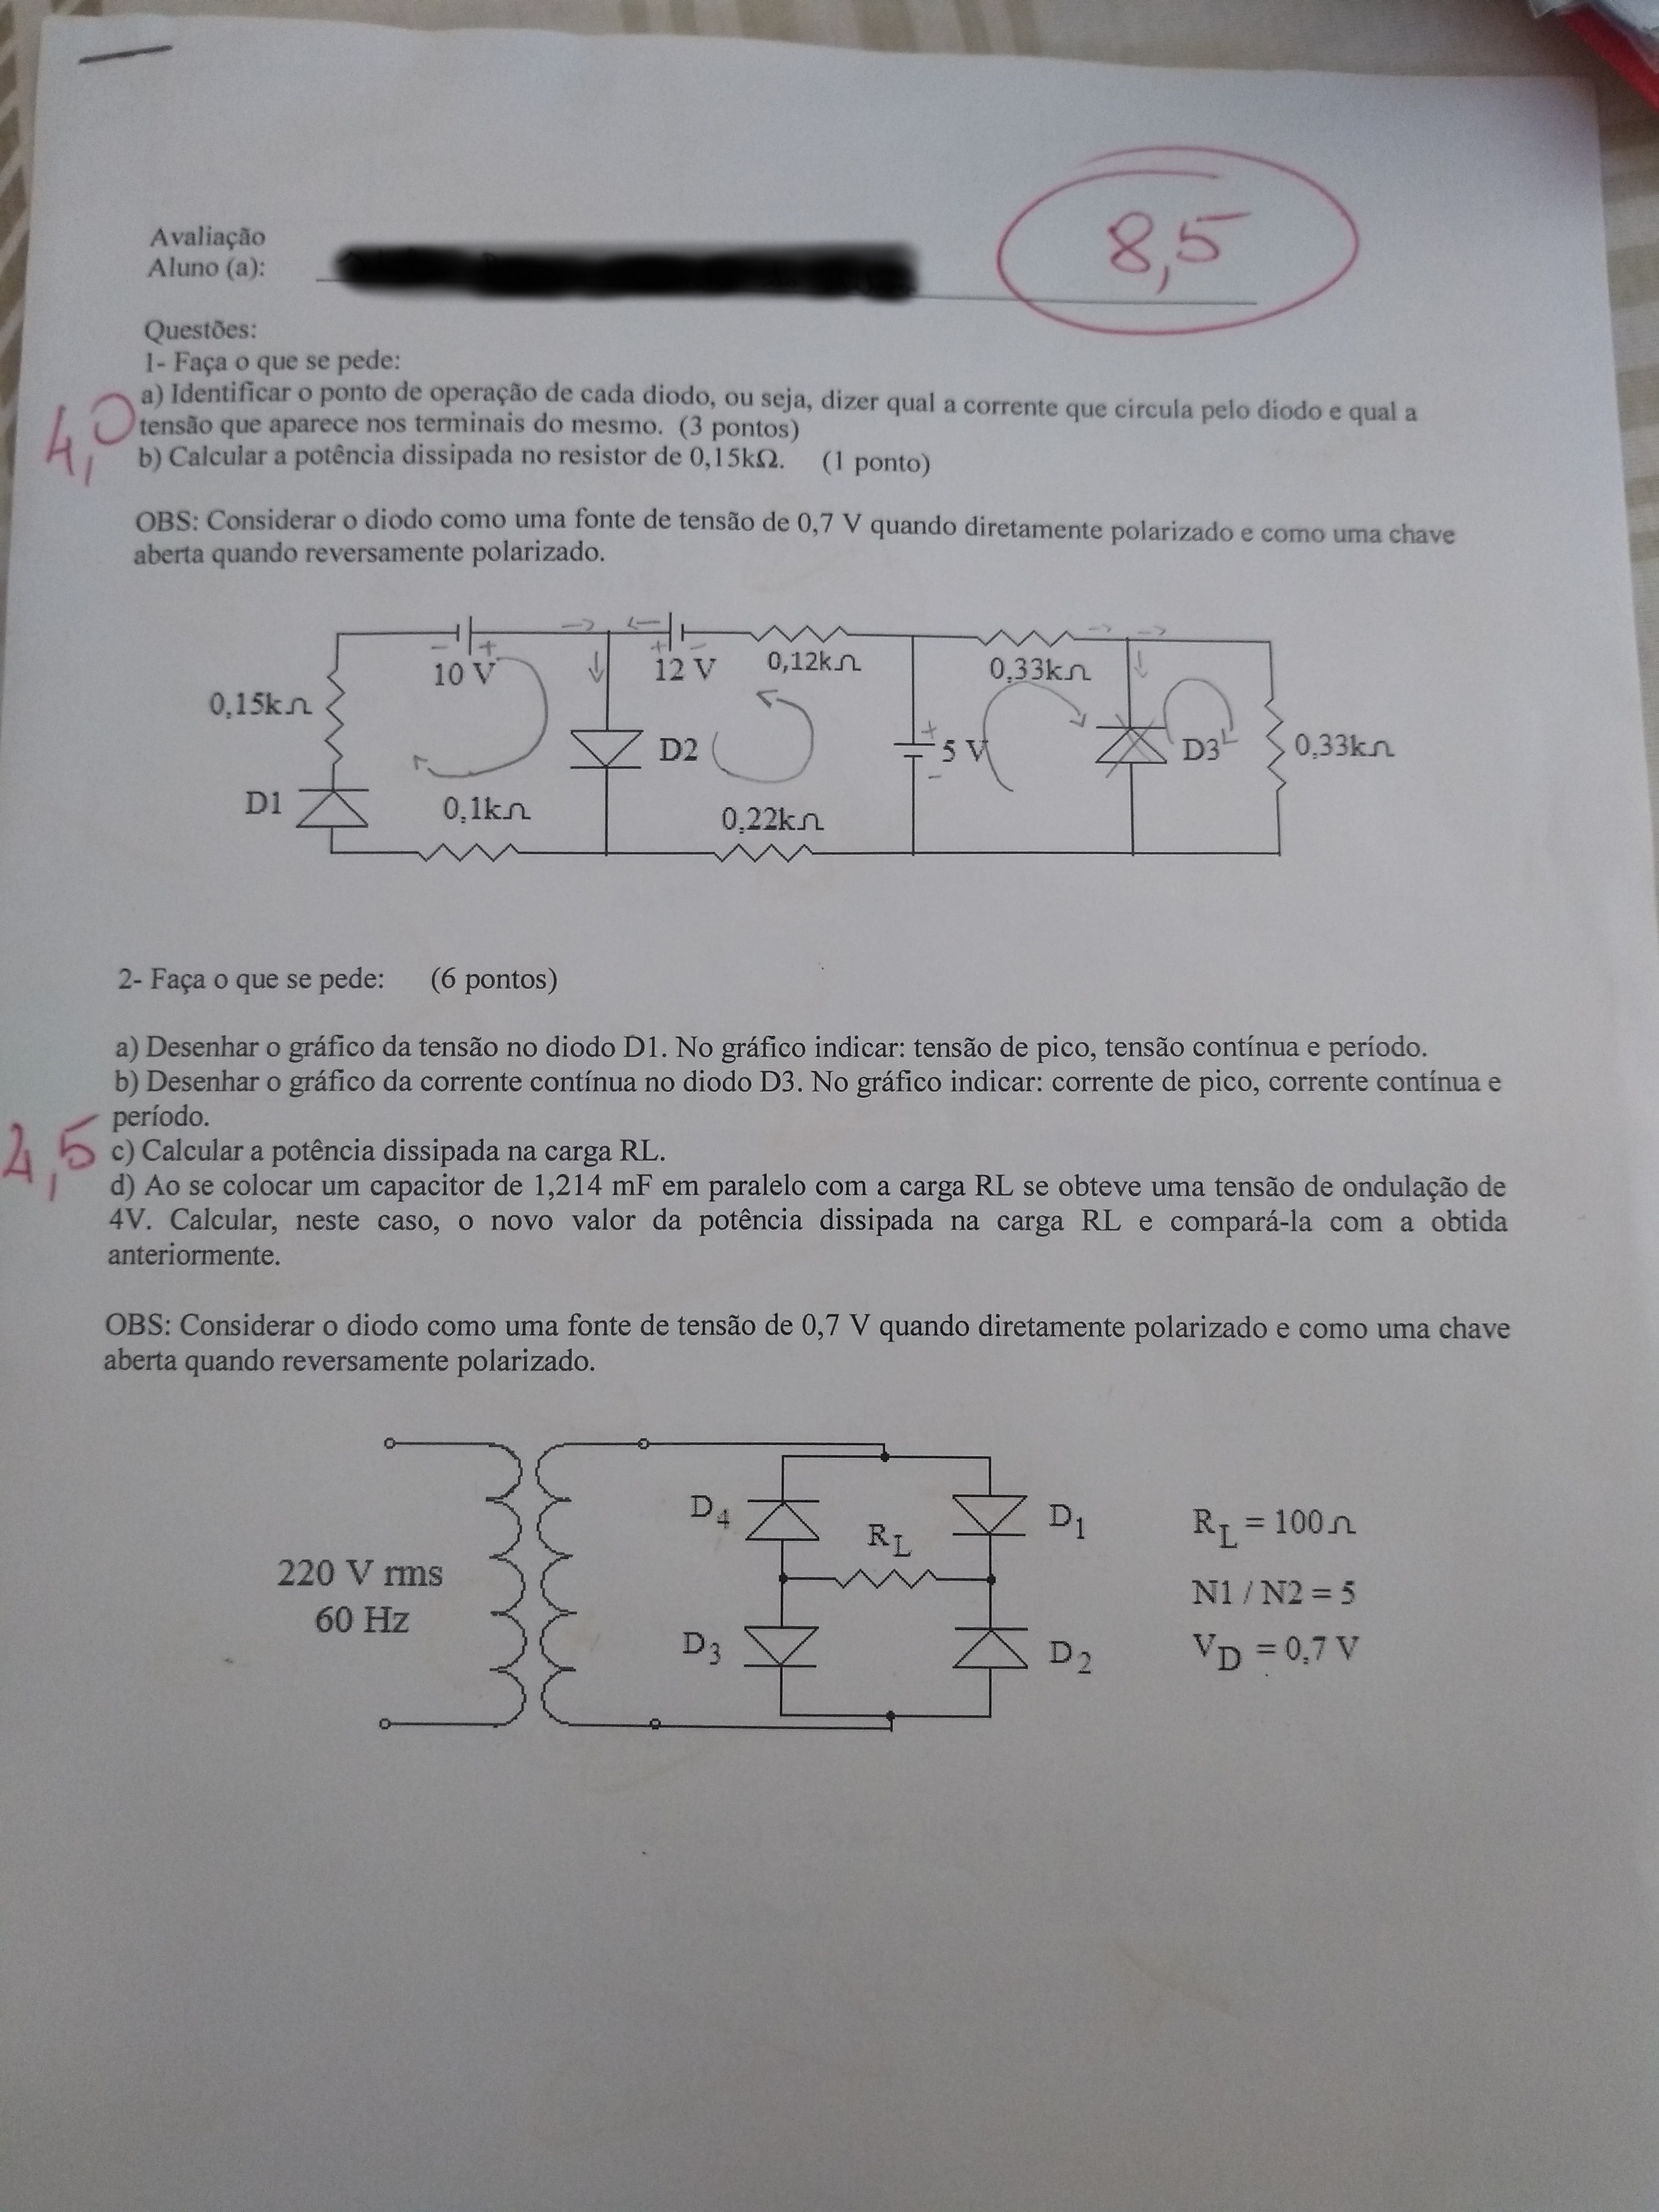 Avaliação
Aluno (a):
8,5
Questões:
1- Faça o que se pede:
a) Identificar o ponto de operação de cada diodo, ou seja, dizer qual a corrente que circula pelo diodo e qual a
tensão que aparece nos terminais do mesmo. (3 pontos)
4,0
b) Calcular a potência dissipada no resistor de 0,15kΩ. (1 ponto)
OBS: Considerar o diodo como uma fonte de tensão de 0,7 V quando diretamente polarizado e como uma chave
aberta quando reversamente polarizado.
- +
+ -
10 V
12 V
0,12kΩ
0,33kΩ
0,15kΩ
D2
+
5 V
-
D3
0,33kΩ
D1
0,1kΩ
0,22kΩ
2- Faça o que se pede: (6 pontos)
a) Desenhar o gráfico da tensão no diodo D1. No gráfico indicar: tensão de pico, tensão contínua e período.
b) Desenhar o gráfico da corrente contínua no diodo D3. No gráfico indicar: corrente de pico, corrente contínua e
período.
4,5
c) Calcular a potência dissipada na carga RL.
d) Ao se colocar um capacitor de 1,214 mF em paralelo com a carga RL se obteve uma tensão de ondulação de
4V. Calcular, neste caso, o novo valor da potência dissipada na carga RL e compará-la com a obtida
anteriormente.
OBS: Considerar o diodo como uma fonte de tensão de 0,7 V quando diretamente polarizado e como uma chave
aberta quando reversamente polarizado.
D4
RL
D1
RL = 100Ω
220 V rms
60 Hz
N1 / N2 = 5
D3
D2
VD = 0,7 V